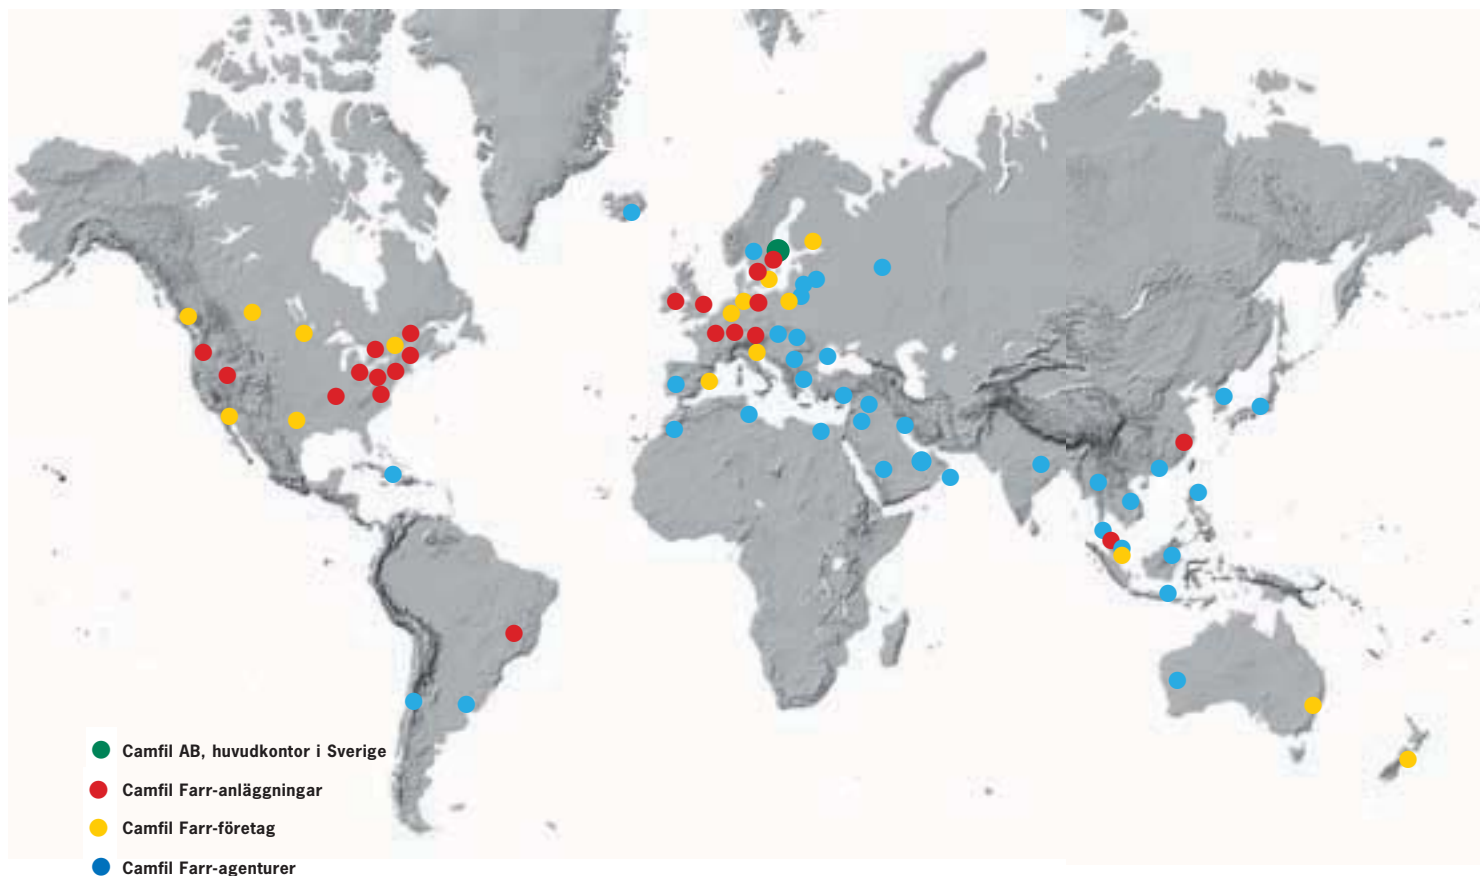 Camfil AB, huvudkontor i Sverige
Camfil Farr-anläggningar
Camfil Farr-företag
Camfil Farr-agenturer